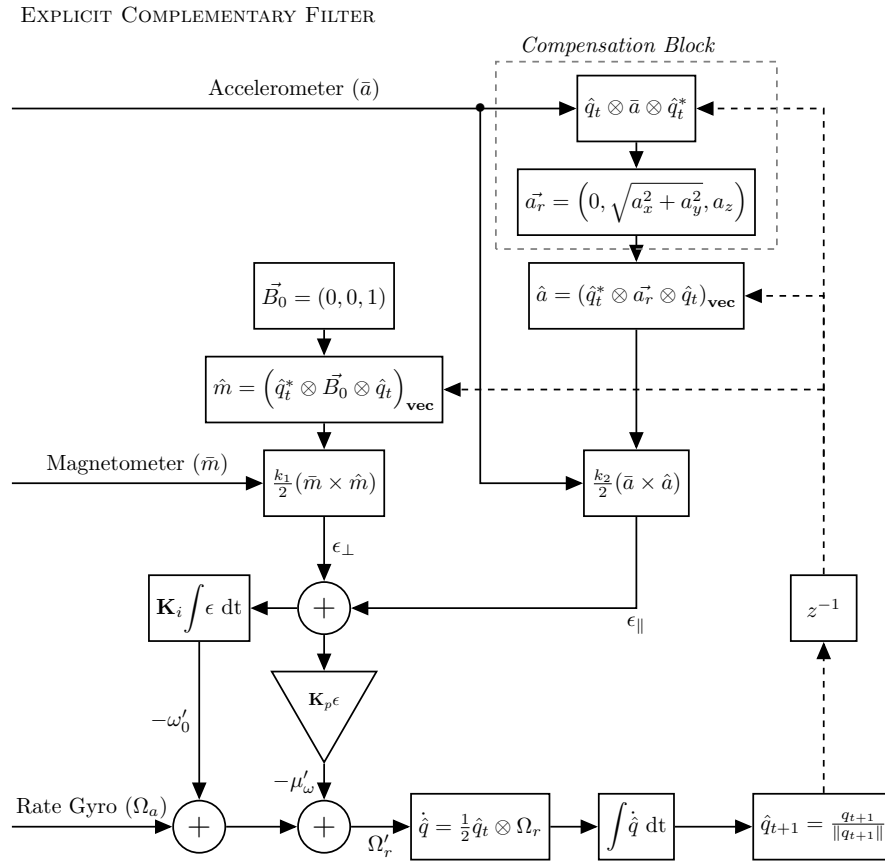 EXPLICIT COMPLEMENTARY FILTER
Compensation Block
Accelerometer (ā)
q̂_t ⊗ ā ⊗ q̂_t^*
a⃗_r = (0, √(a_x^2 + a_y^2), a_z)
B⃗_0 = (0, 0, 1)
â = (q̂_t^* ⊗ a⃗_r ⊗ q̂_t)_vec
m̂ = (q̂_t^* ⊗ B⃗_0 ⊗ q̂_t)_vec
Magnetometer (m̄)
k_1/2 (m̄ × m̂)
k_2/2 (ā × â)
ϵ_⊥
K_i ∫ ϵ dt
+
ϵ_∥
z^{-1}
K_p ϵ
−ω′_0
−μ′_ω
Rate Gyro (Ω_a)
+
+
Ω′_r
q̂̇ = 1/2 q̂_t ⊗ Ω_r
∫ q̂̇ dt
q̂_{t+1} = q_{t+1}/‖q_{t+1}‖